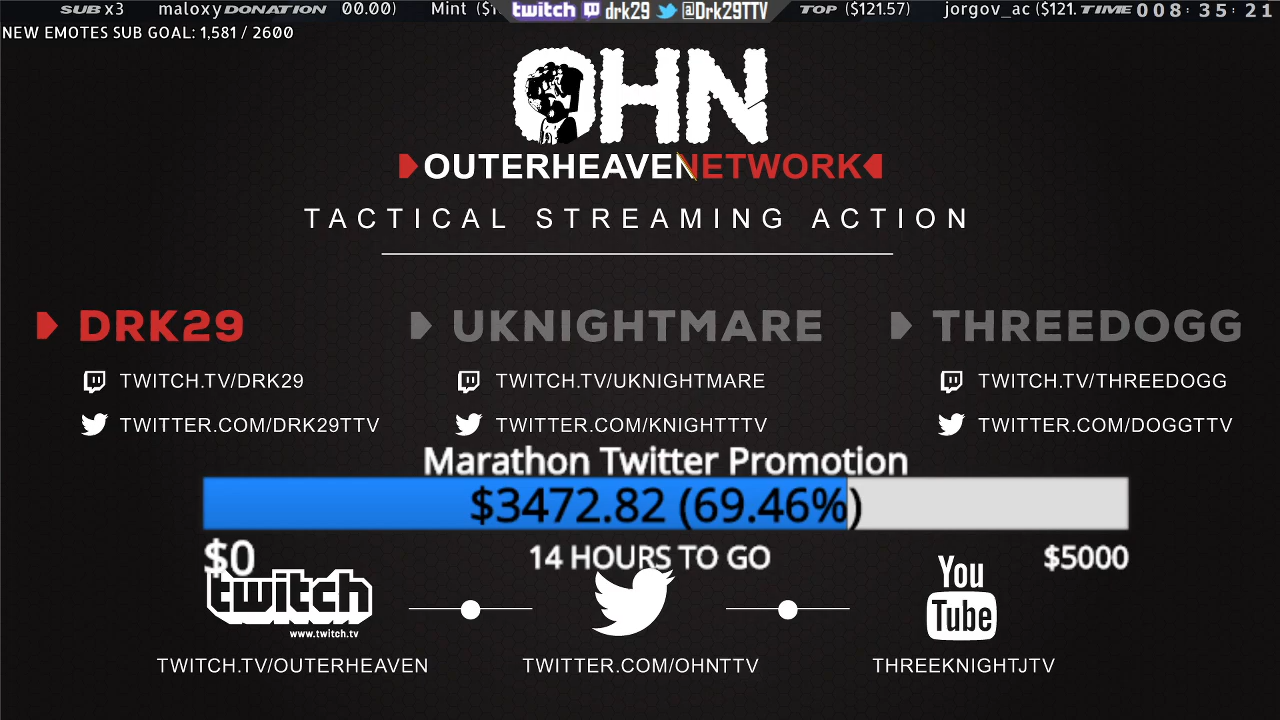 SUB x3 maloxy DONATION 00.00) Mint ($1 twitch drk29 @Drk29TTV TOP ($121.57) jorgov_ac ($121. TIME 008:35:21
NEW EMOTES SUB GOAL: 1,581 / 2600
OHN
OUTERHEAVENETWORK
TACTICAL STREAMING ACTION
DRK29 UKNIGHTMARE THREEDOGG
TWITCH.TV/DRK29 TWITCH.TV/UKNIGHTMARE TWITCH.TV/THREEDOGG
TWITTER.COM/DRK29TTV TWITTER.COM/KNIGHTTTV TWITTER.COM/DOGGTTV
Marathon Twitter Promotion
$3472.82 (69.46%)
$0 14 HOURS TO GO $5000
twitch You Tube
www.twitch.tv
TWITCH.TV/OUTERHEAVEN TWITTER.COM/OHNTTV THREEKNIGHTJTV